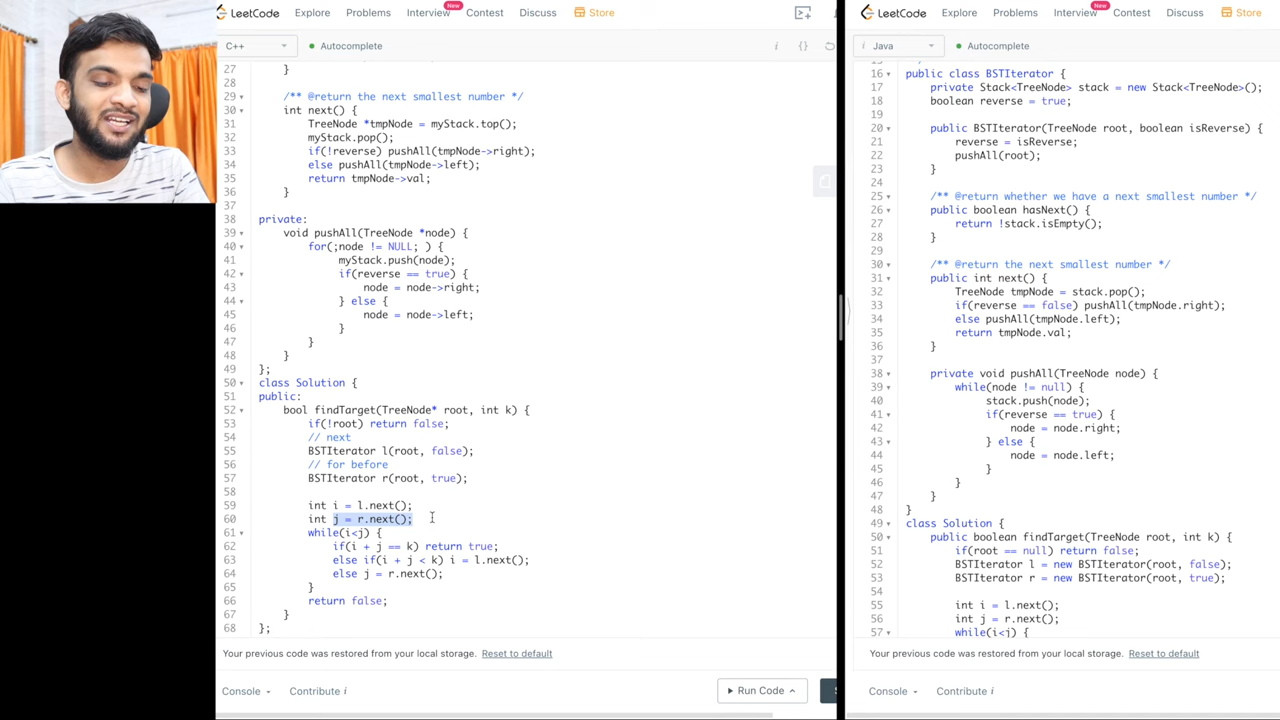 LeetCode Explore Problems Interview New Contest Discuss Store
C++ Autocomplete
27 }
28
29 /** @return the next smallest number */
30 int next() {
31 TreeNode *tmpNode = myStack.top();
32 myStack.pop();
33 if(!reverse) pushAll(tmpNode->right);
34 else pushAll(tmpNode->left);
35 return tmpNode->val;
36 }
37
38 private:
39 void pushAll(TreeNode *node) {
40 for(;node != NULL; ) {
41 myStack.push(node);
42 if(reverse == true) {
43 node = node->right;
44 } else {
45 node = node->left;
46 }
47 }
48 }
49 };
50 class Solution {
51 public:
52 bool findTarget(TreeNode* root, int k) {
53 if(!root) return false;
54 // next
55 BSTIterator l(root, false);
56 // for before
57 BSTIterator r(root, true);
58
59 int i = l.next();
60 int j = r.next();
61 while(i<j) {
62 if(i + j == k) return true;
63 else if(i + j < k) i = l.next();
64 else j = r.next();
65 }
66 return false;
67 }
68 };
Your previous code was restored from your local storage. Reset to default
Console Contribute i
Run Code
LeetCode Explore Problems Interview New Contest Discuss Store
i Java Autocomplete
16 public class BSTIterator {
17 private Stack<TreeNode> stack = new Stack<TreeNode>();
18 boolean reverse = true;
19
20 public BSTIterator(TreeNode root, boolean isReverse) {
21 reverse = isReverse;
22 pushAll(root);
23 }
24
25 /** @return whether we have a next smallest number */
26 public boolean hasNext() {
27 return !stack.isEmpty();
28 }
29
30 /** @return the next smallest number */
31 public int next() {
32 TreeNode tmpNode = stack.pop();
33 if(reverse == false) pushAll(tmpNode.right);
34 else pushAll(tmpNode.left);
35 return tmpNode.val;
36 }
37
38 private void pushAll(TreeNode node) {
39 while(node != null) {
40 stack.push(node);
41 if(reverse == true) {
42 node = node.right;
43 } else {
44 node = node.left;
45 }
46 }
47 }
48 }
49 class Solution {
50 public boolean findTarget(TreeNode root, int k) {
51 if(root == null) return false;
52 BSTIterator l = new BSTIterator(root, false);
53 BSTIterator r = new BSTIterator(root, true);
54
55 int i = l.next();
56 int j = r.next();
57 while(i<j) {
Your previous code was restored from your local storage. Reset to default
Console Contribute i